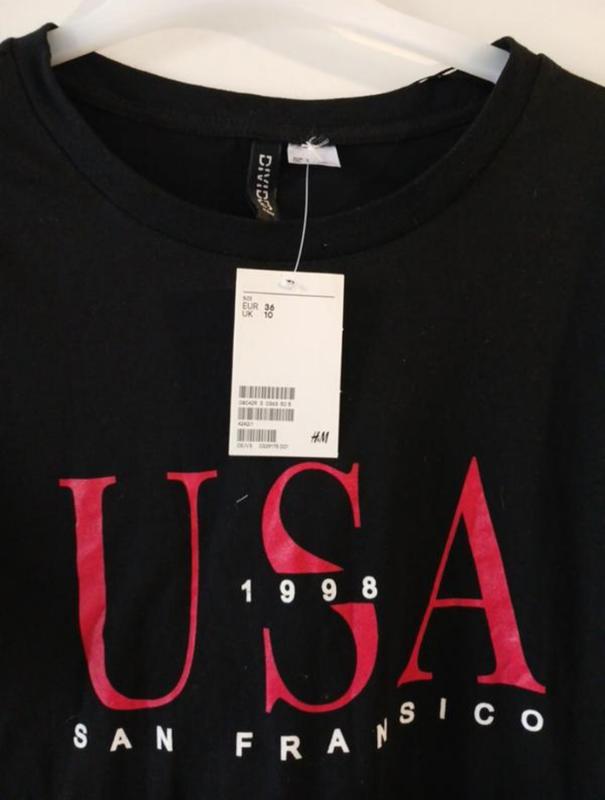 DIVIDED
SIZE
EUR 36
UK 10
H&M
USA
1998
SAN FRANSICO